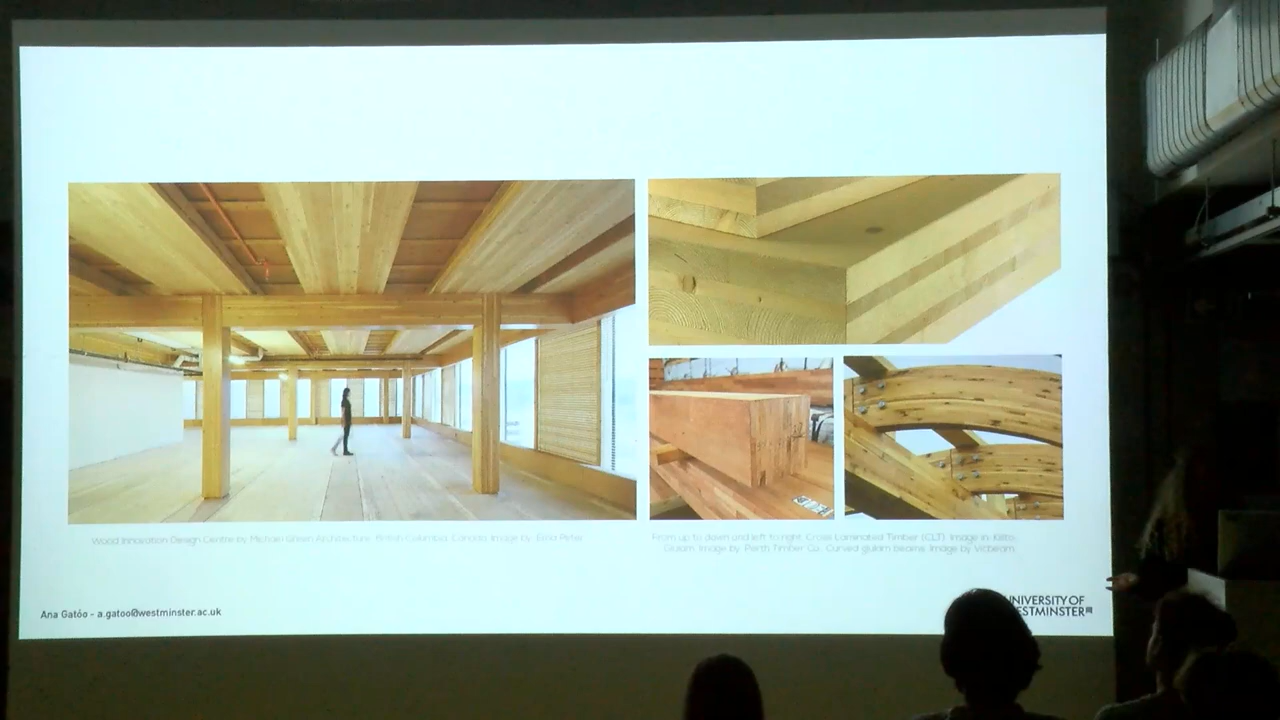 Wood Innovation Design Centre by Michael Green Architecture, British Columbia, Canada. Image by: Ema Peter
From up to down and left to right: Cross Laminated Timber (CLT). Image in:
Glulam. Image by: Perth Timber Co.; Curved glulam beams. Image by
Ana Gatóo - a.gatoo@westminster.ac.uk
UNIVERSITY OF
WESTMINSTER